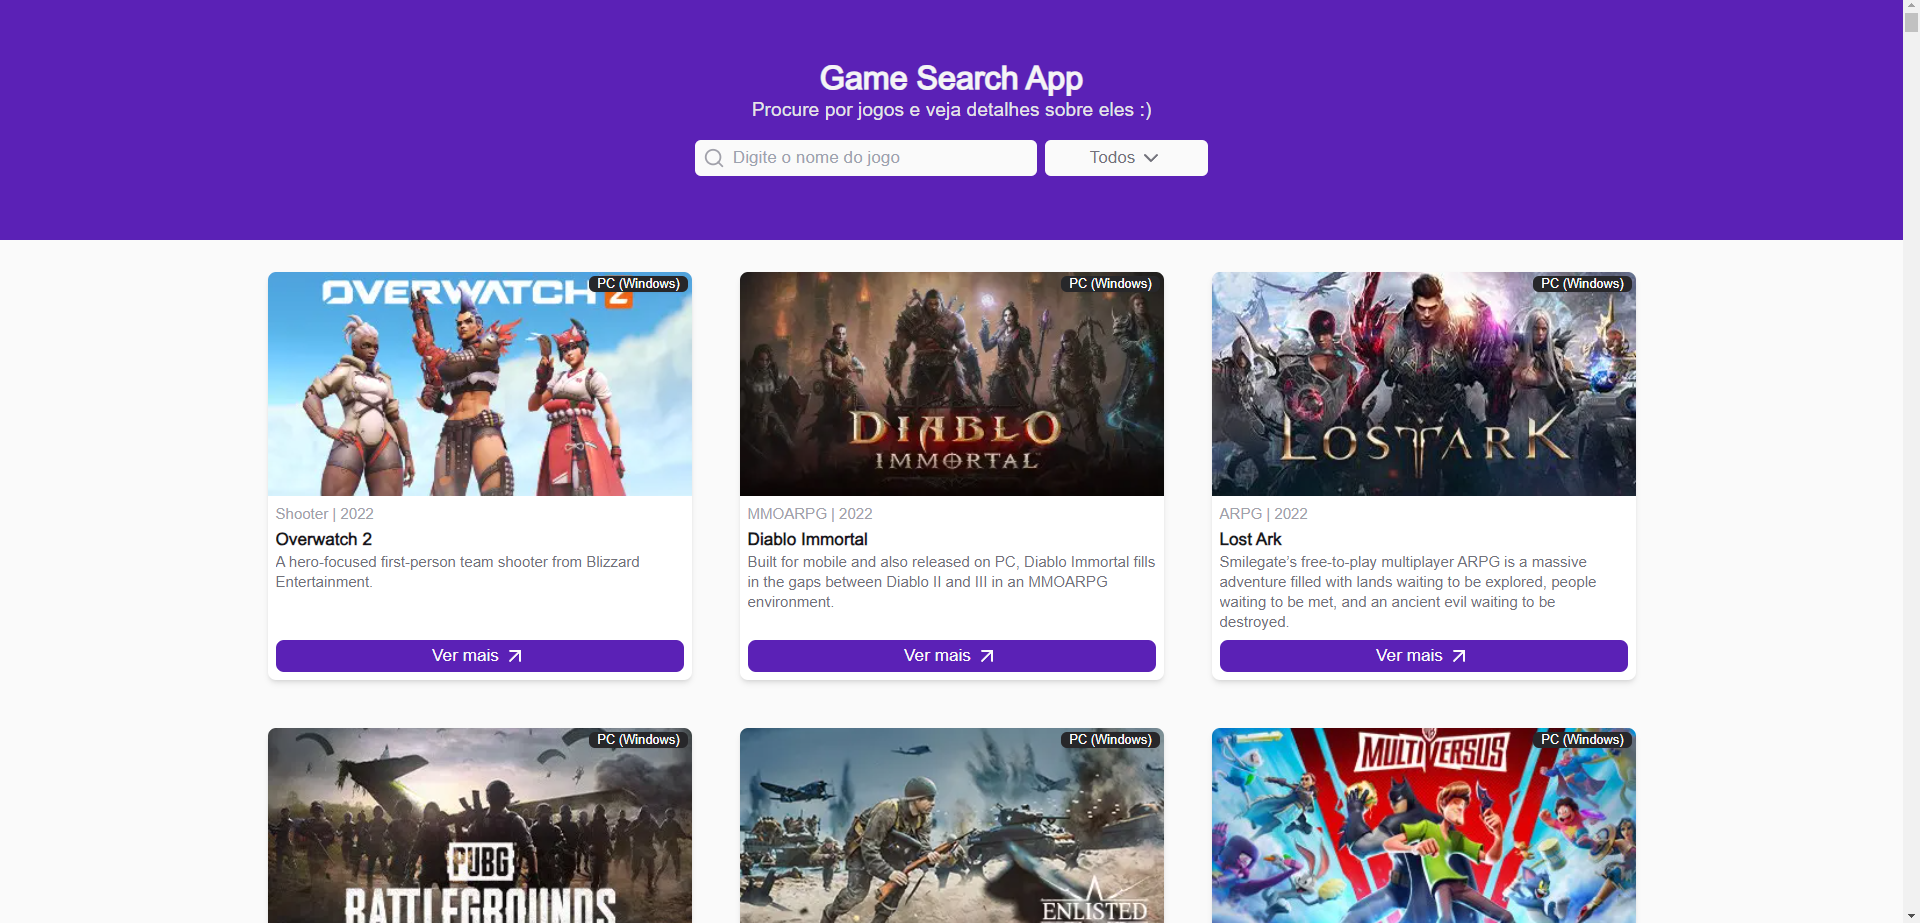 Game Search App
Procure por jogos e veja detalhes sobre eles :)
Digite o nome do jogo
Todos
OVERWATCH 2
PC (Windows)
Shooter | 2022
Overwatch 2
A hero-focused first-person team shooter from Blizzard
Entertainment.
Ver mais
PC (Windows)
DIABLO
IMMORTAL
MMOARPG | 2022
Diablo Immortal
Built for mobile and also released on PC, Diablo Immortal fills
in the gaps between Diablo II and III in an MMOARPG
environment.
Ver mais
PC (Windows)
LOST ARK
ARPG | 2022
Lost Ark
Smilegate’s free-to-play multiplayer ARPG is a massive
adventure filled with lands waiting to be explored, people
waiting to be met, and an ancient evil waiting to be
destroyed.
Ver mais
PC (Windows)
PUBG
BATTLEGROUNDS
PC (Windows)
ENLISTED
PC (Windows)
MULTIVERSUS